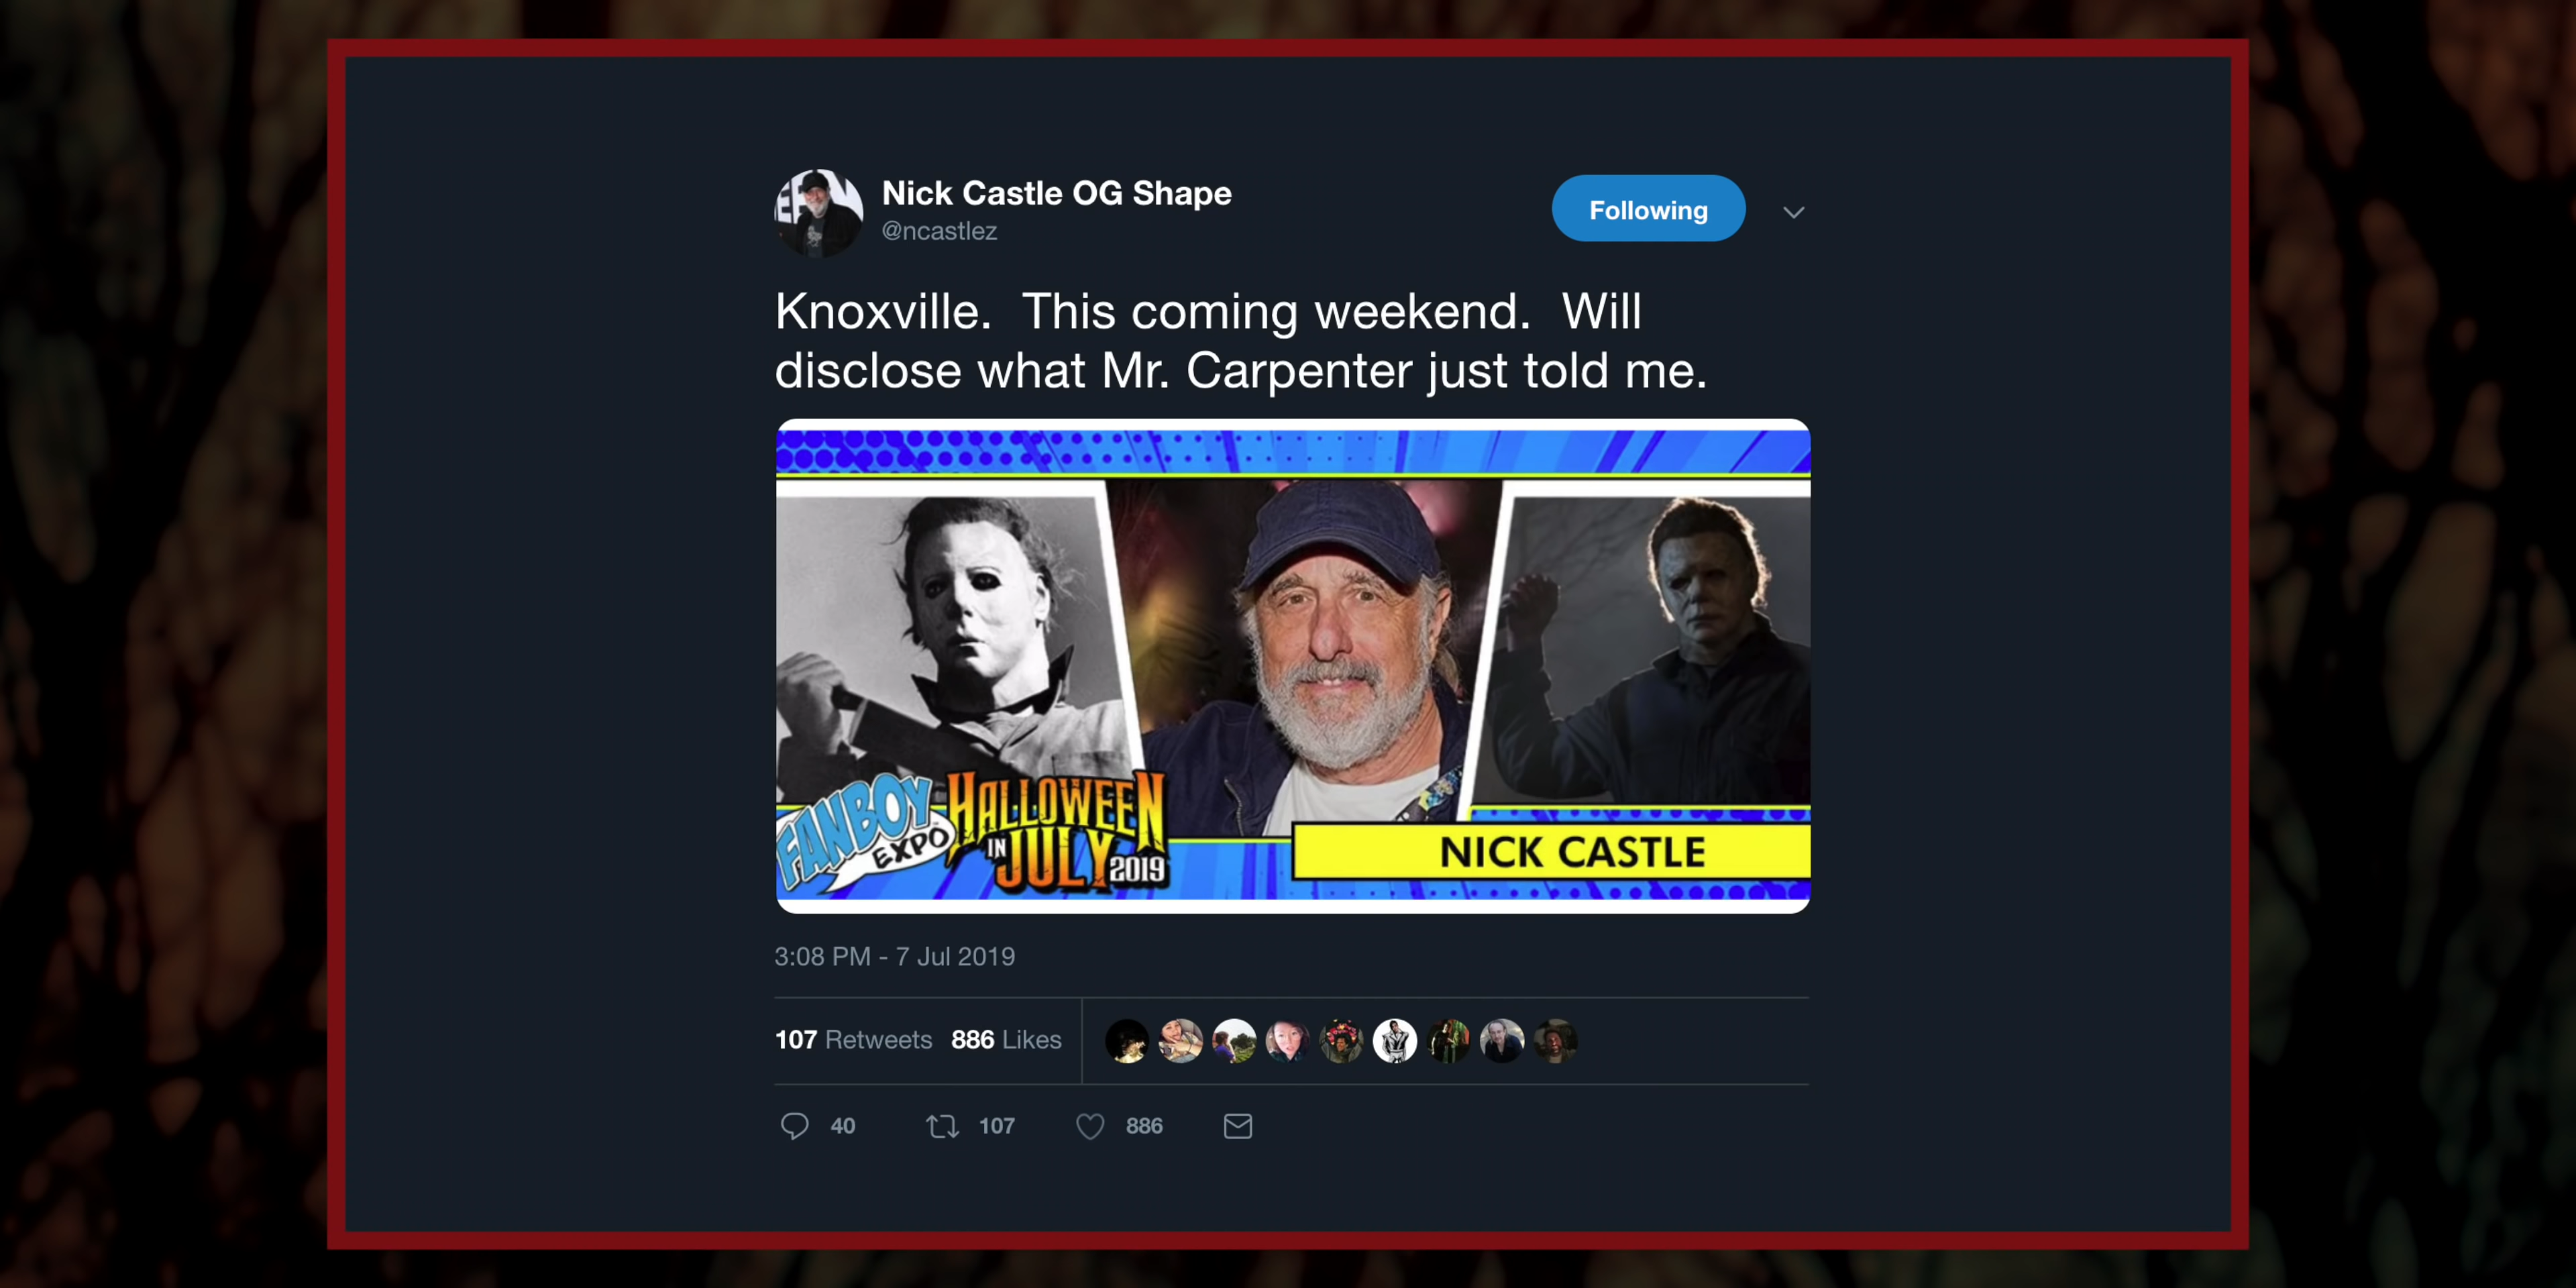 Nick Castle OG Shape
@ncastlez
Following
Knoxville.  This coming weekend.  Will
disclose what Mr. Carpenter just told me.
FANBOY
EXPO
HALLOWEEN
IN
JULY
2019
NICK CASTLE
3:08 PM - 7 Jul 2019
107 Retweets 886 Likes
40 107 886